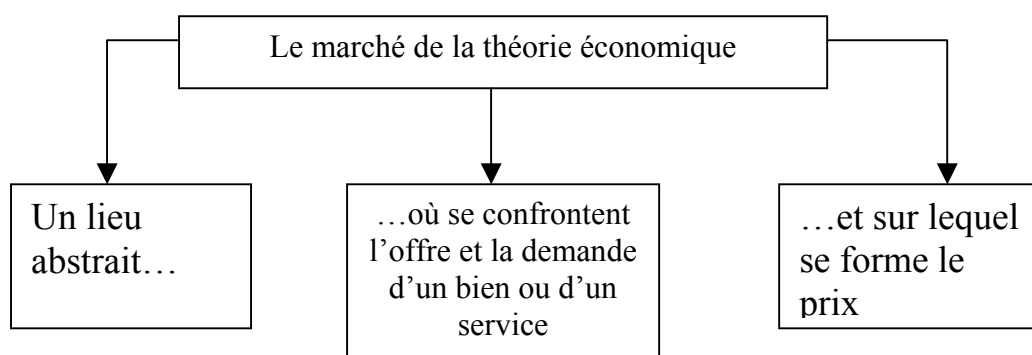 Le marché de la théorie économique
Un lieu
abstrait…
…où se confrontent
l’offre et la demande
d’un bien ou d’un
service
…et sur lequel
se forme le
prix